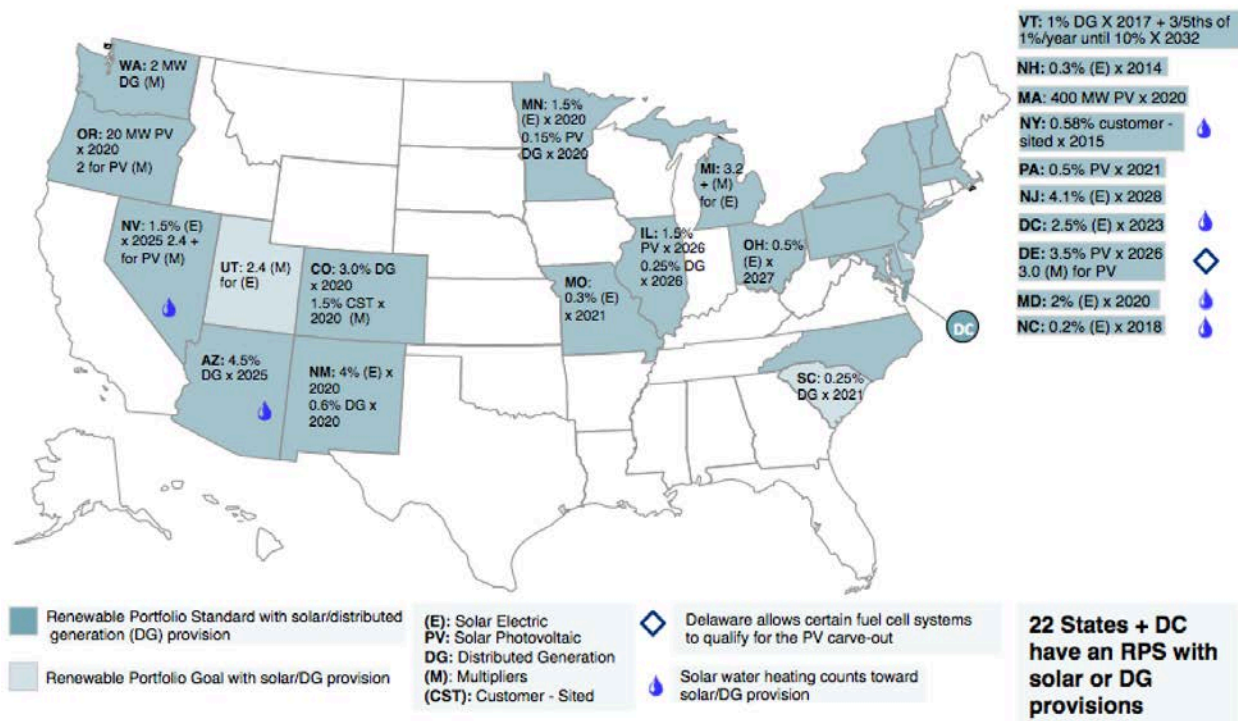 WA: 2 MW
DG (M)
OR: 20 MW PV
x 2020
2 for PV (M)
NV: 1.5% (E)
x 2025 2.4 +
for PV (M)
UT: 2.4 (M)
for (E)
CO: 3.0% DG
x 2020
1.5% CST x
2020 (M)
AZ: 4.5%
DG x 2025
NM: 4% (E) x
2020
0.6% DG x
2020
MN: 1.5%
(E) x 2020
0.15% PV
DG x 2020
MO:
0.3% (E)
x 2021
IL: 1.5%
PV x 2026
0.25% DG
x 2026
MI: 3.2
+ (M)
for (E)
OH: 0.5%
(E) x
2027
SC: 0.25%
DG x 2021
DC
VT: 1% DG X 2017 + 3/5ths of
1%/year until 10% X 2032
NH: 0.3% (E) x 2014
MA: 400 MW PV x 2020
NY: 0.58% customer -
sited x 2015
PA: 0.5% PV x 2021
NJ: 4.1% (E) x 2028
DC: 2.5% (E) x 2023
DE: 3.5% PV x 2026
3.0 (M) for PV
MD: 2% (E) x 2020
NC: 0.2% (E) x 2018
Renewable Portfolio Standard with solar/distributed
generation (DG) provision
Renewable Portfolio Goal with solar/DG provision
(E): Solar Electric
PV: Solar Photovoltaic
DG: Distributed Generation
(M): Multipliers
(CST): Customer - Sited
Delaware allows certain fuel cell systems
to qualify for the PV carve-out
Solar water heating counts toward
solar/DG provision
22 States + DC
have an RPS with
solar or DG
provisions